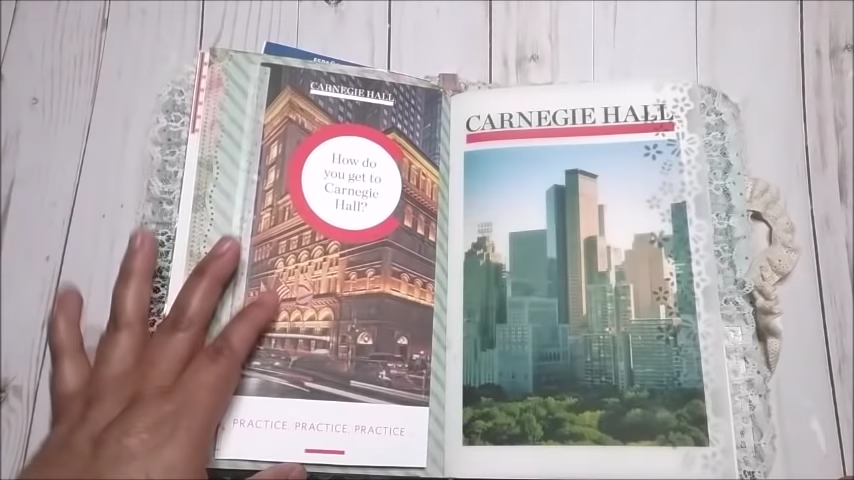 CARNEGIE HALL
How do
you get to
Carnegie
Hall?
PRACTICE. PRACTICE. PRACTICE
CARNEGIE HALL